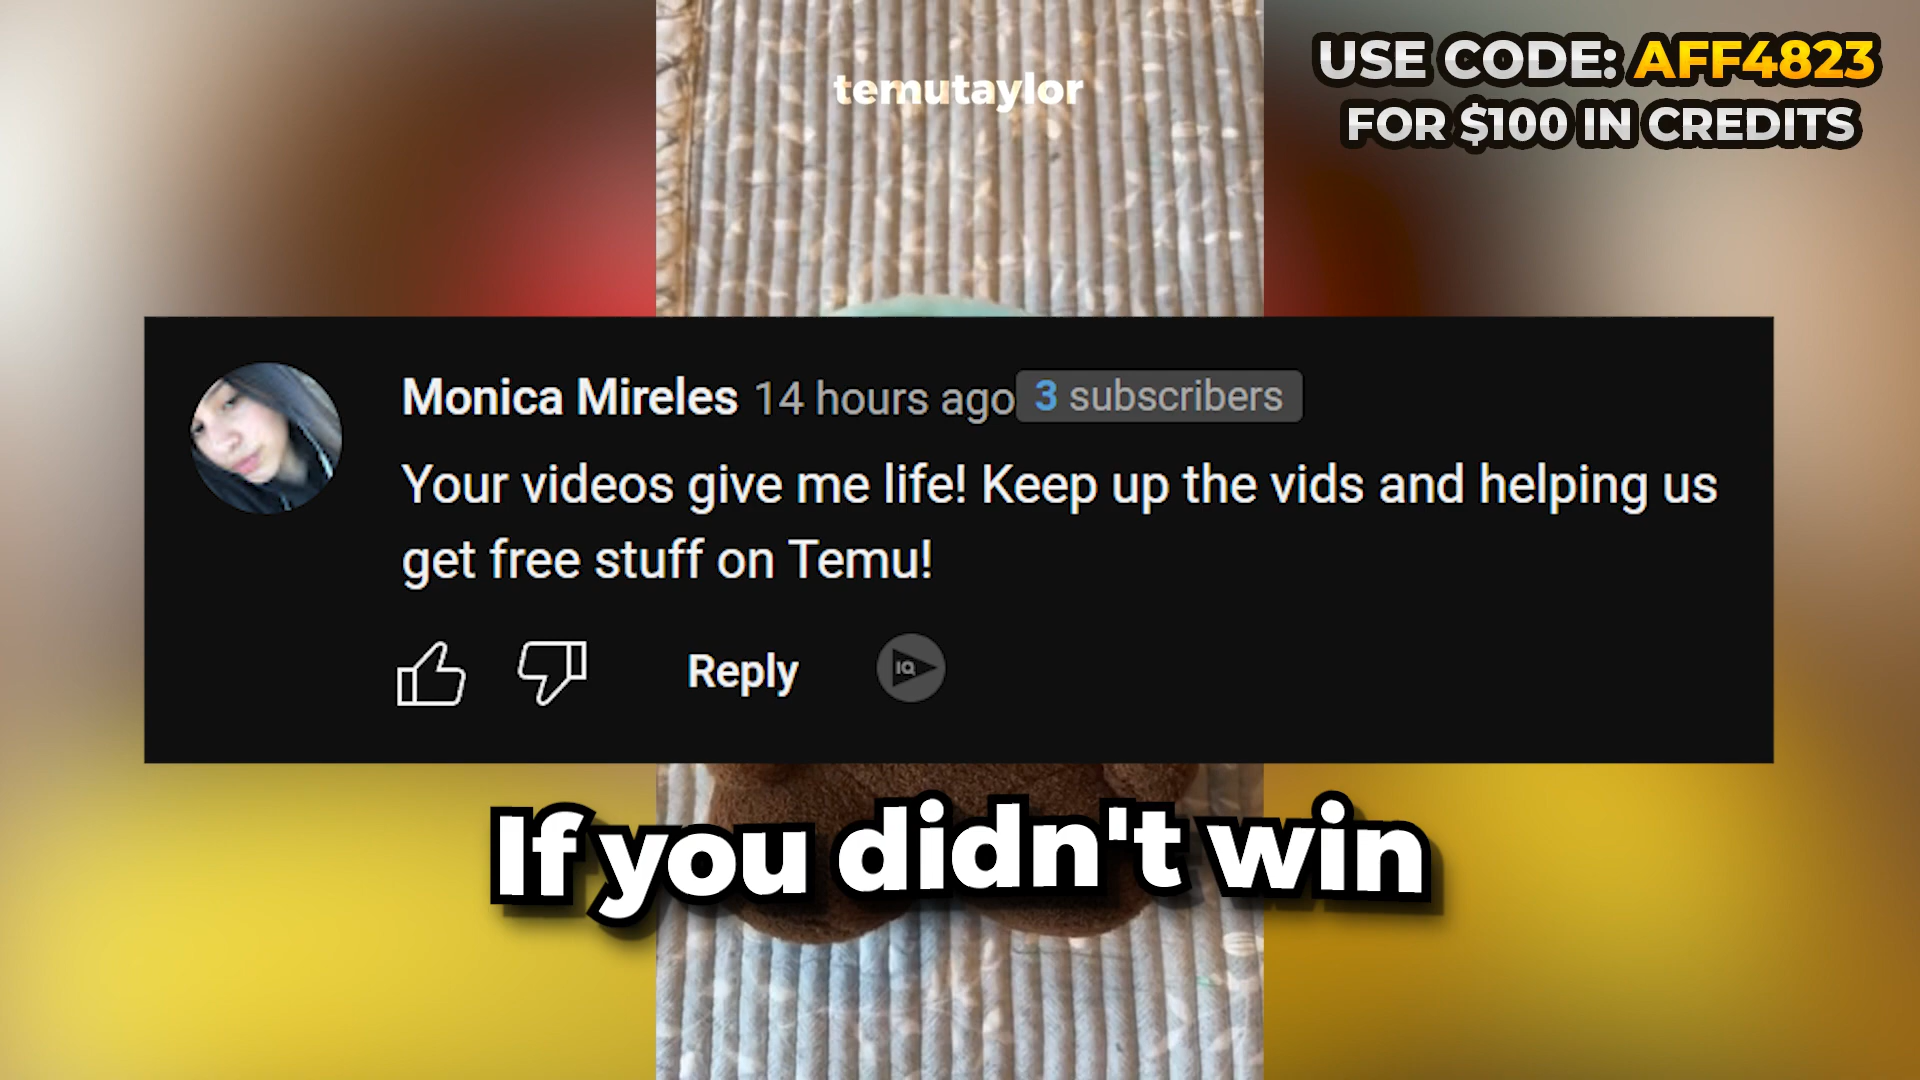 temutaylor
USE CODE: AFF4823
FOR $100 IN CREDITS
Monica Mireles 14 hours ago 3 subscribers
Your videos give me life! Keep up the vids and helping us
get free stuff on Temu!
Reply
IQ
If you didn't win